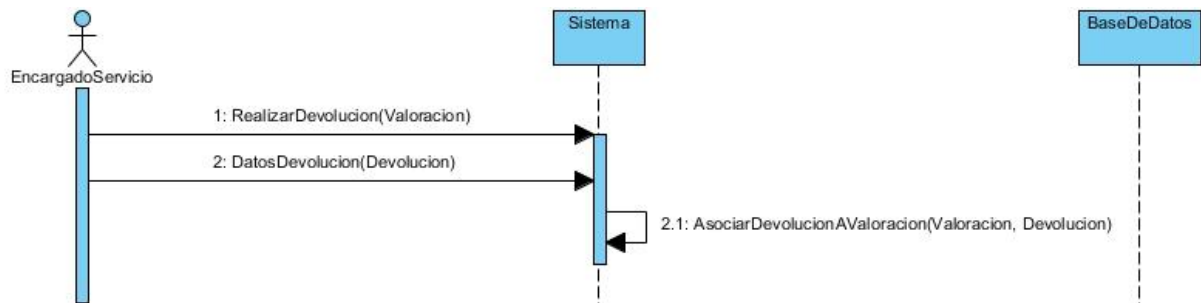 Sistema
BaseDeDatos
EncargadoServicio
1: RealizarDevolucion(Valoracion)
2: DatosDevolucion(Devolucion)
2.1: AsociarDevolucionAValoracion(Valoracion, Devolucion)